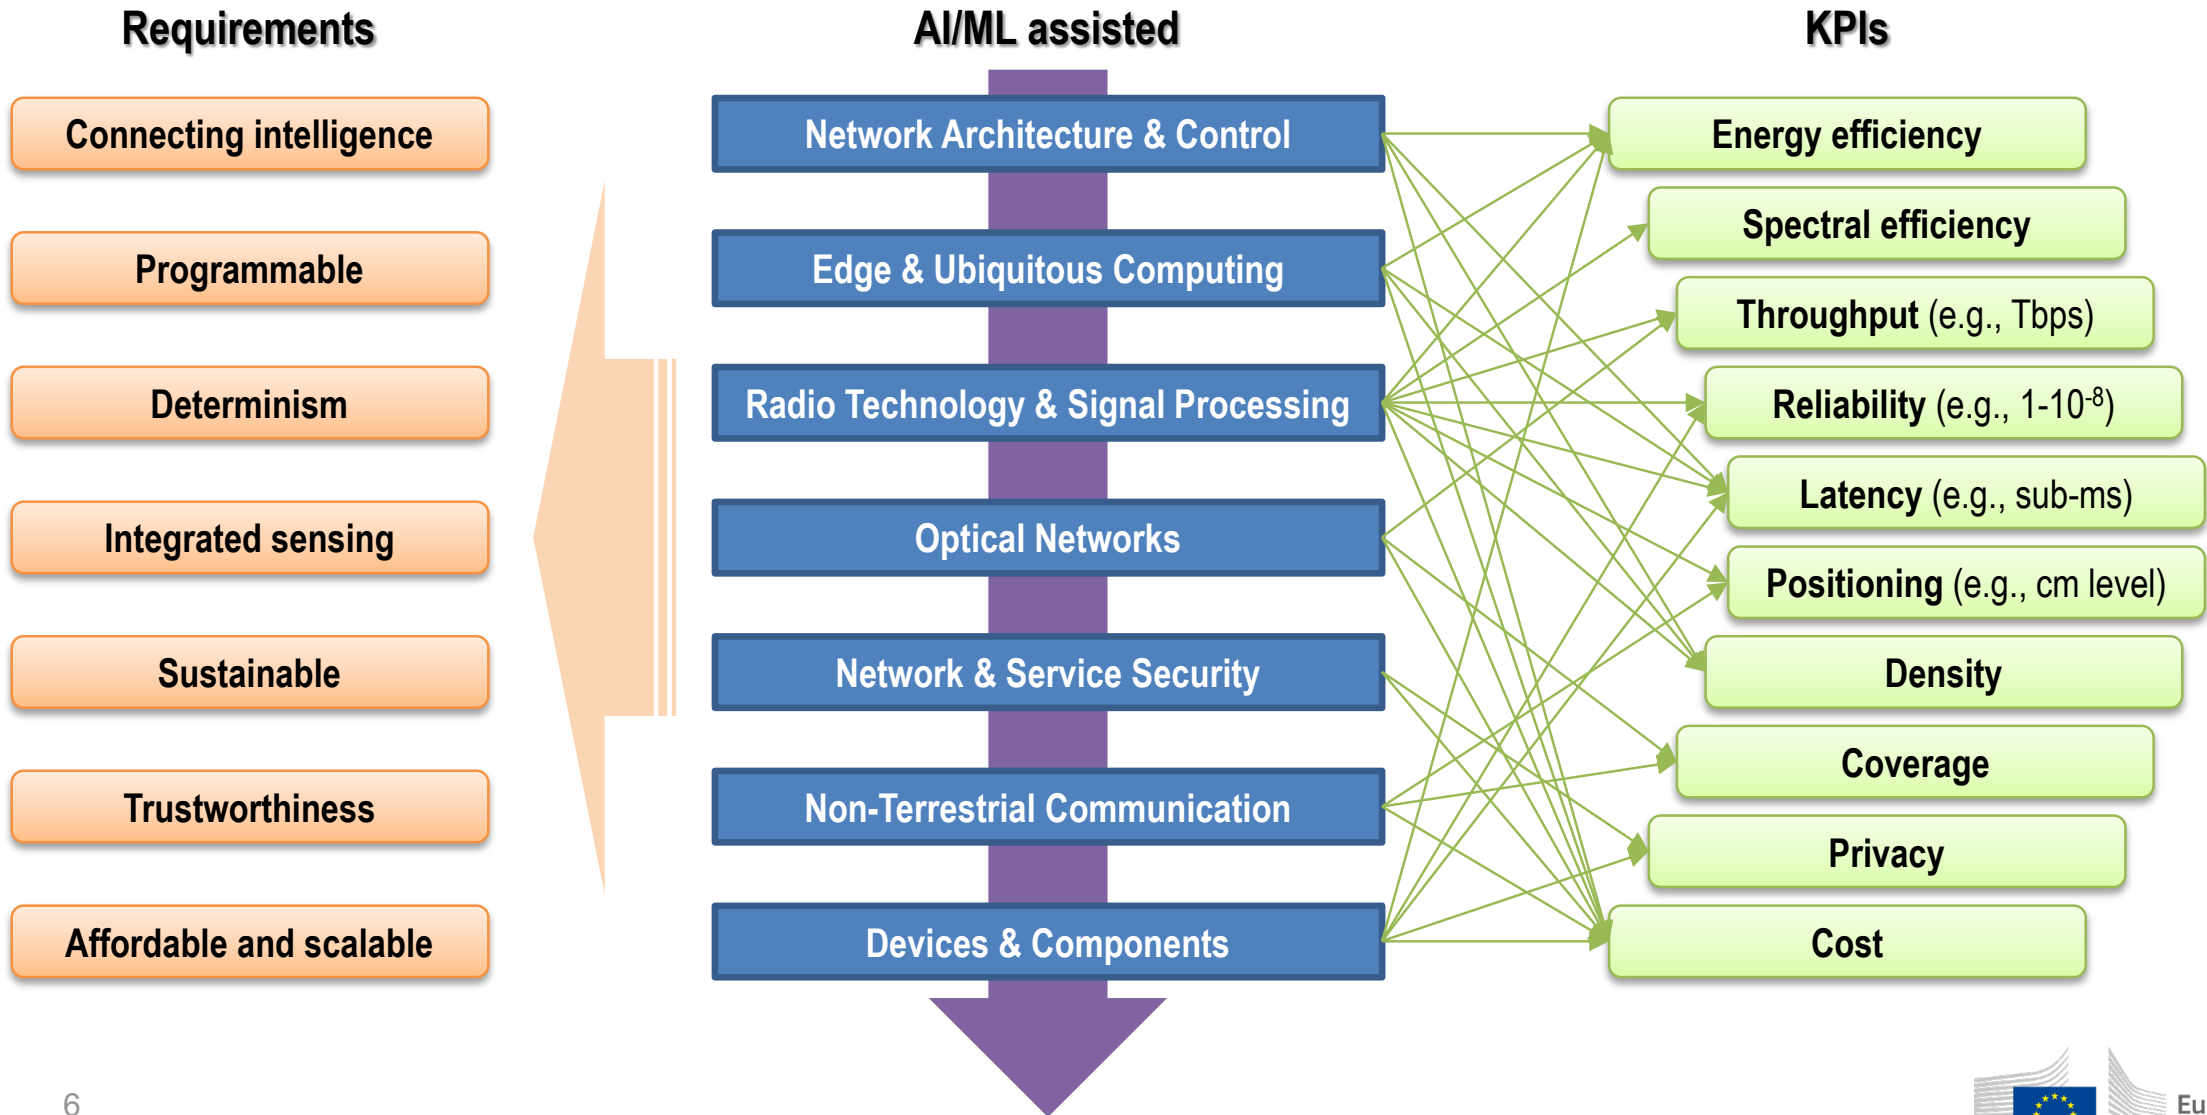 Requirements
AI/ML assisted
KPIs
Connecting intelligence
Programmable
Determinism
Integrated sensing
Sustainable
Trustworthiness
Affordable and scalable
Network Architecture & Control
Edge & Ubiquitous Computing
Radio Technology & Signal Processing
Optical Networks
Network & Service Security
Non-Terrestrial Communication
Devices & Components
Energy efficiency
Spectral efficiency
Throughput (e.g., Tbps)
Reliability (e.g., 1-10⁻⁸)
Latency (e.g., sub-ms)
Positioning (e.g., cm level)
Density
Coverage
Privacy
Cost
6
Eu